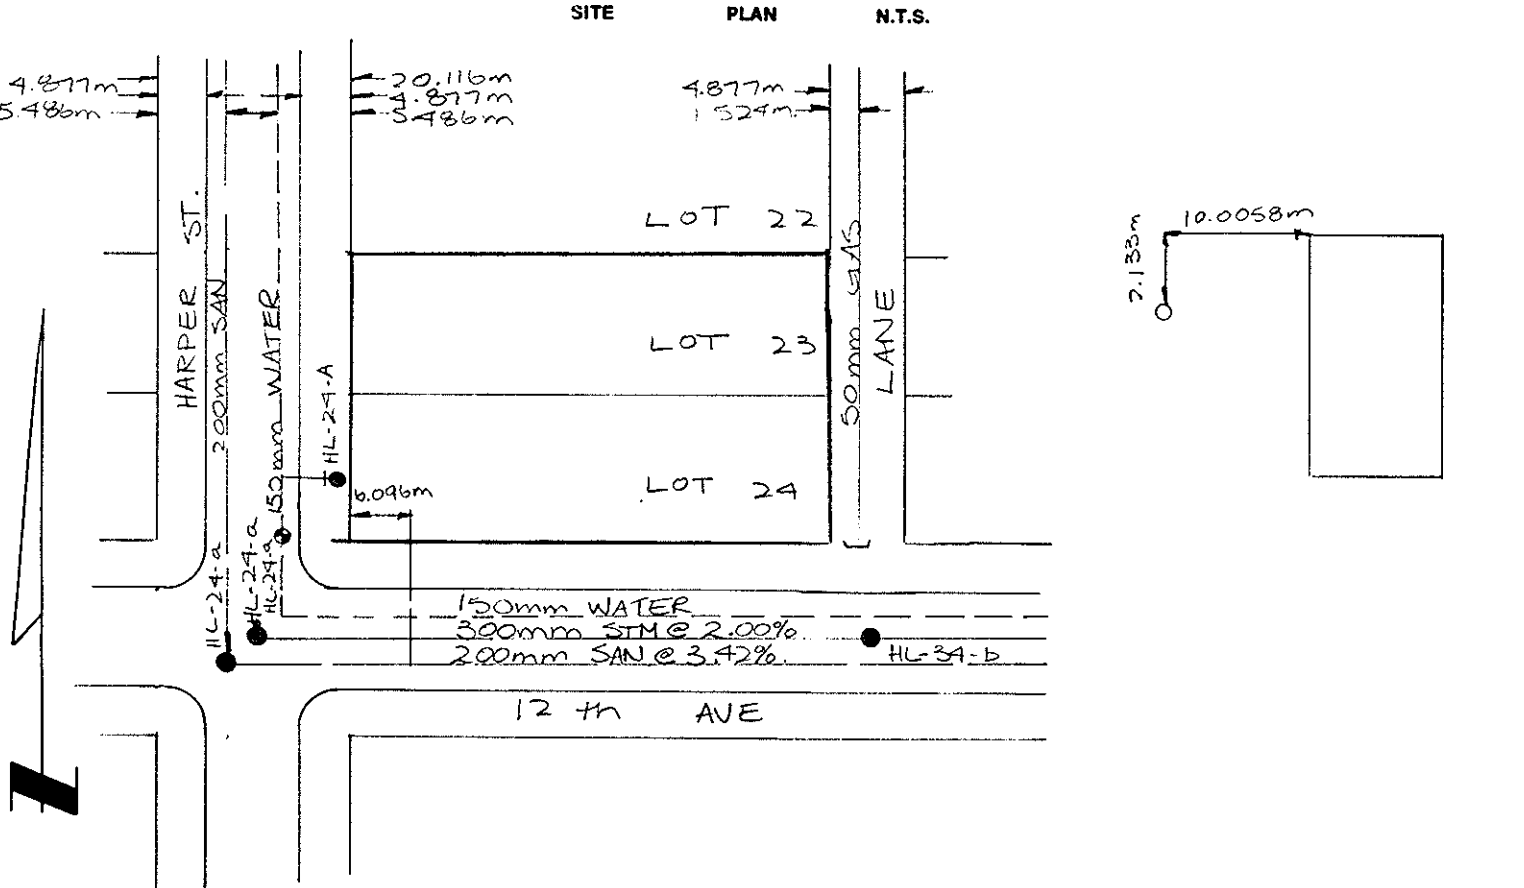 SITE PLAN N.T.S.
4.877m
5.486m
20.116m
4.877m
5.486m
4.877m
1.524m
LOT 22
HARPER ST.
200mm SAN
150mm WATER
HL-24-A
LOT 23
50mm GAS
LANE
6.096m
LOT 24
HL-24-a
HL-24-a
HL-24-a
150mm WATER
300mm STM @ 2.00%
200mm SAN @ 3.42%
HL-34-b
12 th AVE
10.0058m
2.133m